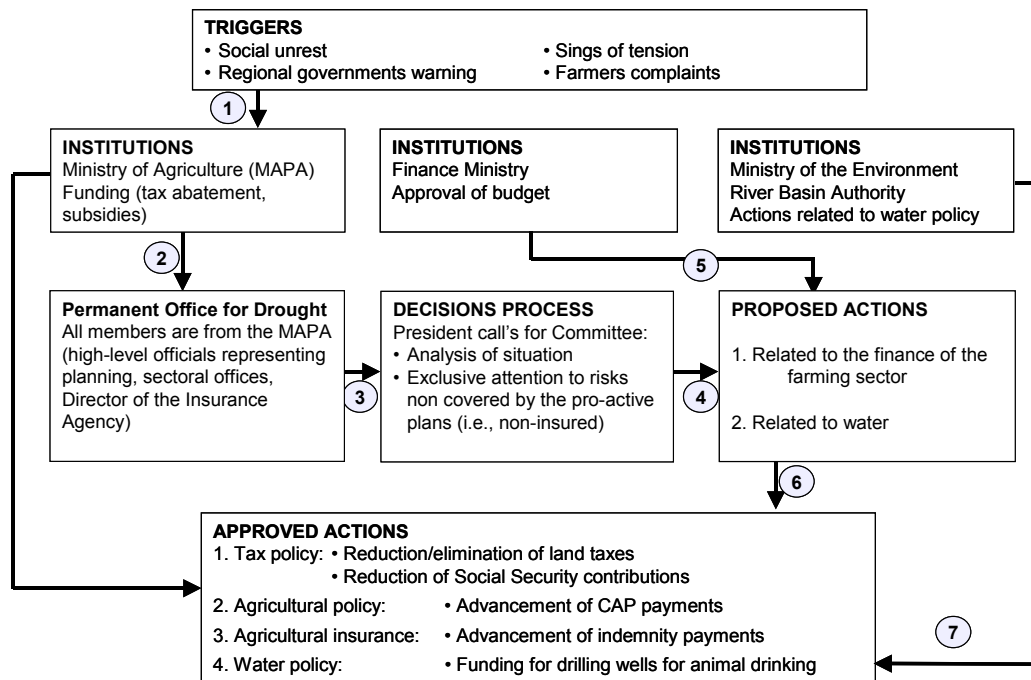 TRIGGERS
• Social unrest • Sings of tension
• Regional governments warning • Farmers complaints
1
INSTITUTIONS
Ministry of Agriculture (MAPA)
Funding (tax abatement,
subsidies)
INSTITUTIONS
Finance Ministry
Approval of budget
INSTITUTIONS
Ministry of the Environment
River Basin Authority
Actions related to water policy
2
5
Permanent Office for Drought
All members are from the MAPA
(high-level officials representing
planning, sectoral offices,
Director of the Insurance
Agency)
3
DECISIONS PROCESS
President call's for Committee:
• Analysis of situation
• Exclusive attention to risks
non covered by the pro-active
plans (i.e., non-insured)
4
PROPOSED ACTIONS
1. Related to the finance of the
farming sector
2. Related to water
6
APPROVED ACTIONS
1. Tax policy: • Reduction/elimination of land taxes
• Reduction of Social Security contributions
2. Agricultural policy: • Advancement of CAP payments
3. Agricultural insurance: • Advancement of indemnity payments
4. Water policy: • Funding for drilling wells for animal drinking
7